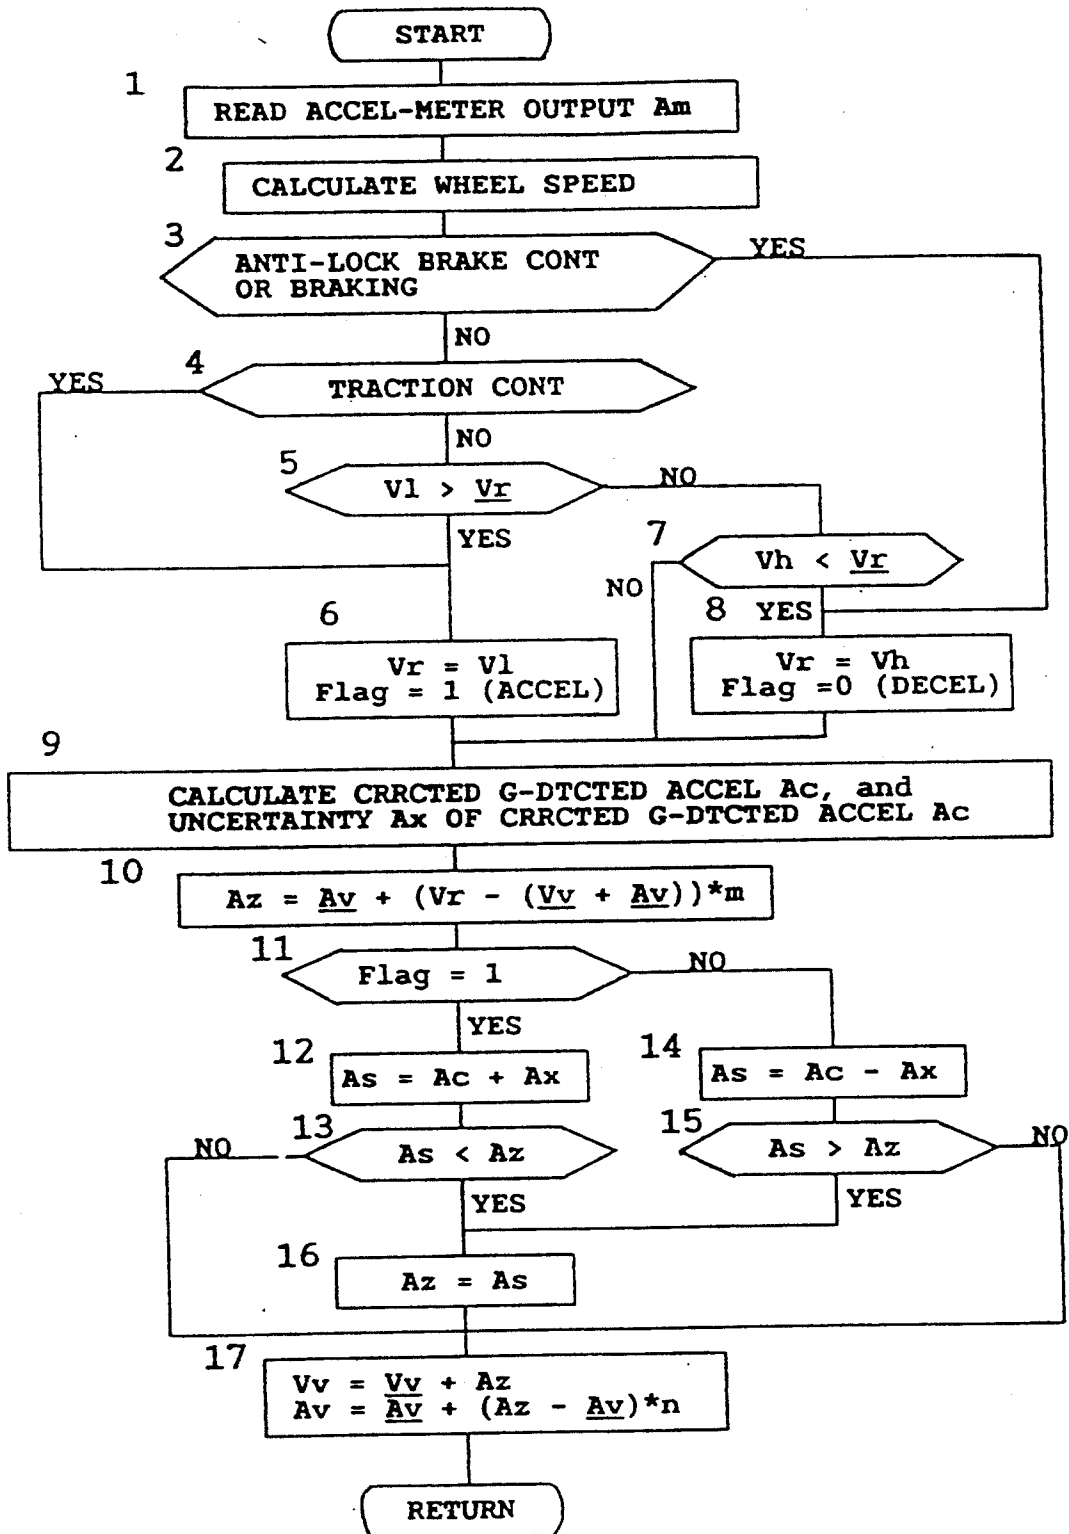 START
1
READ ACCEL-METER OUTPUT Am
2
CALCULATE WHEEL SPEED
3
ANTI-LOCK BRAKE CONT
OR BRAKING
YES
NO
4
YES
TRACTION CONT
NO
5
Vl > Vr
NO
YES
7
Vh < Vr
NO
8
YES
6
Vr = Vl
Flag = 1 (ACCEL)
Vr = Vh
Flag =0 (DECEL)
9
CALCULATE CRRCTED G-DTCTED ACCEL Ac, and
UNCERTAINTY Ax OF CRRCTED G-DTCTED ACCEL Ac
10
Az = Av + (Vr - (Vv + Av))*m
11
Flag = 1
NO
YES
12
As = Ac + Ax
14
As = Ac - Ax
13
NO
As < Az
15
As > Az
NO
YES
YES
16
Az = As
17
Vv = Vv + Az
Av = Av + (Az - Av)*n
RETURN